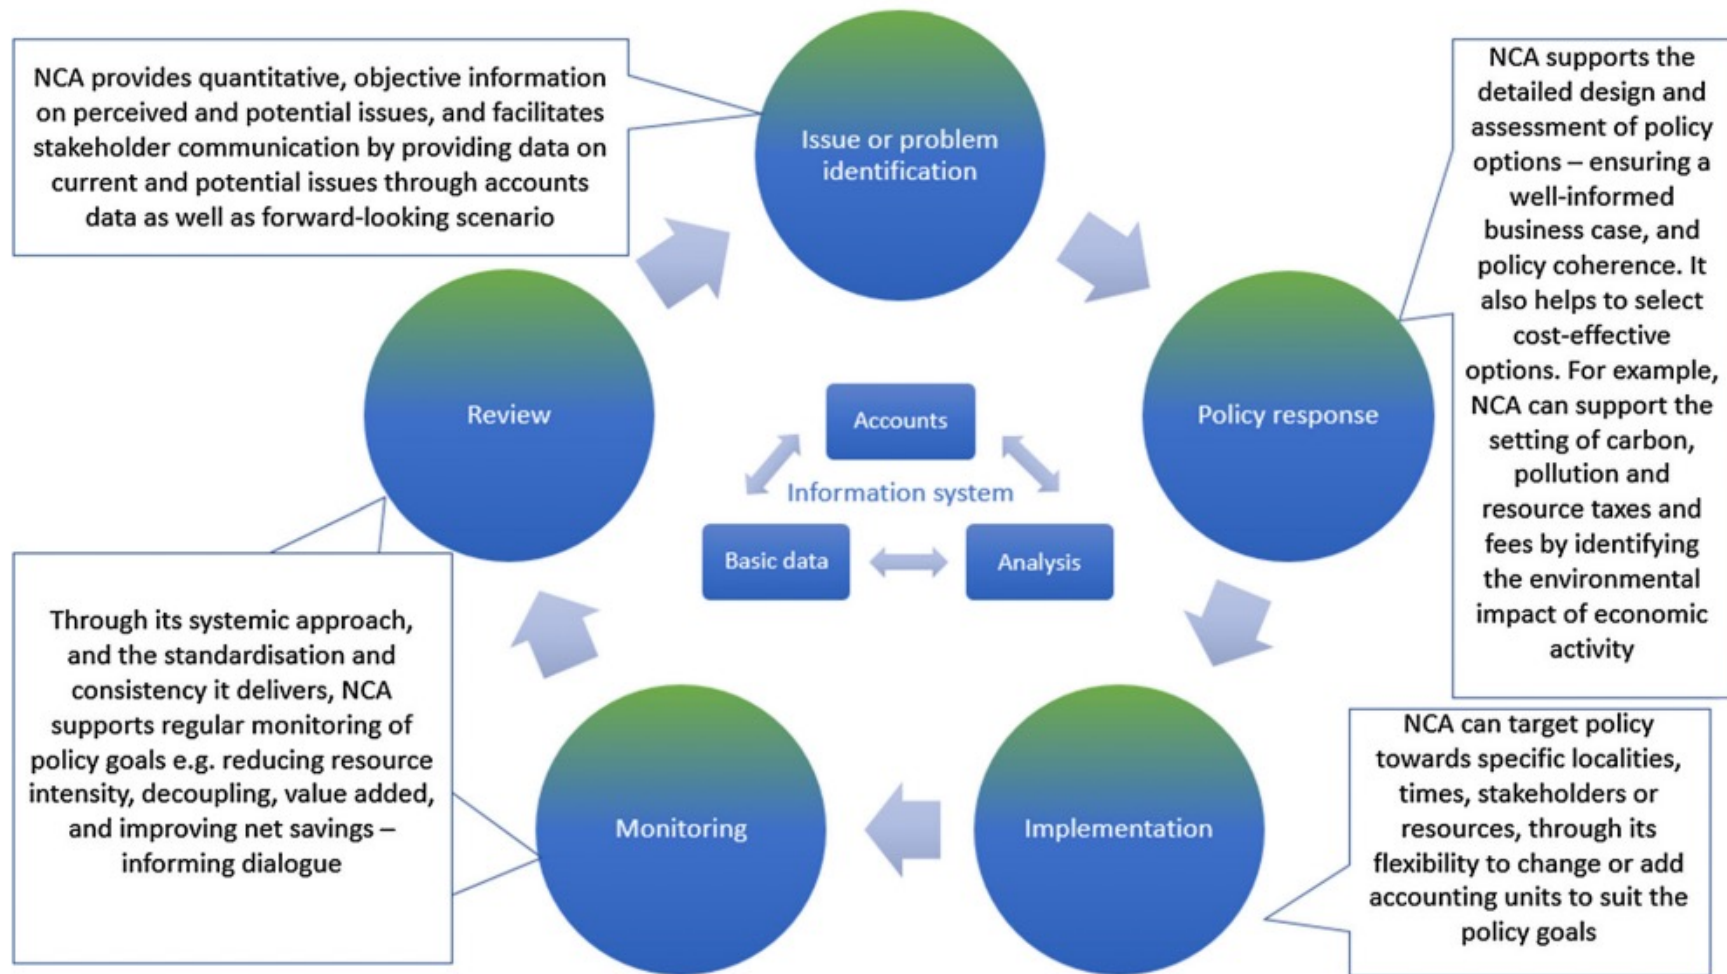 NCA provides quantitative, objective information
on perceived and potential issues, and facilitates
stakeholder communication by providing data on
current and potential issues through accounts
data as well as forward-looking scenario
Issue or problem
identification
NCA supports the
detailed design and
assessment of policy
options – ensuring a
well-informed
business case, and
policy coherence. It
also helps to select
cost-effective
options. For example,
NCA can support the
setting of carbon,
pollution and
resource taxes and
fees by identifying
the environmental
impact of economic
activity
Review
Policy response
Accounts
Information system
Basic data
Analysis
Through its systemic approach,
and the standardisation and
consistency it delivers, NCA
supports regular monitoring of
policy goals e.g. reducing resource
intensity, decoupling, value added,
and improving net savings –
informing dialogue
Monitoring
Implementation
NCA can target policy
towards specific localities,
times, stakeholders or
resources, through its
flexibility to change or add
accounting units to suit the
policy goals